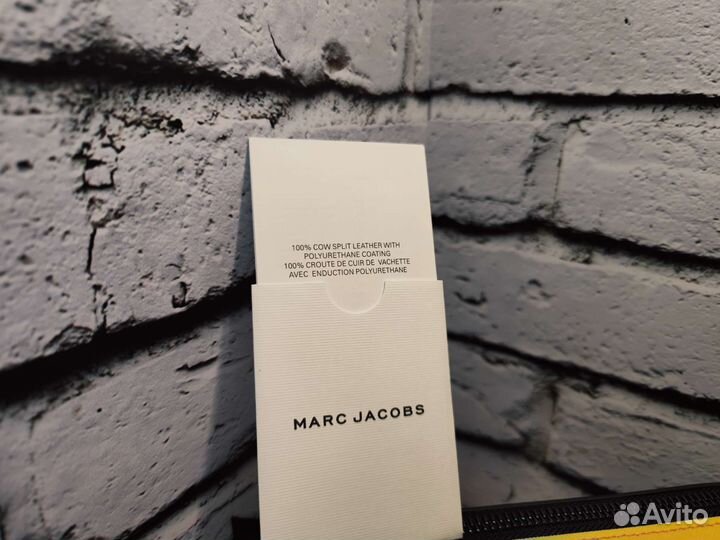 100% COW SPLIT LEATHER WITH
POLYURETHANE COATING
100% CROUTE DE CUIR DE VACHETTE
AVEC ENDUCTION POLYURETHANE
MARC JACOBS
Avito